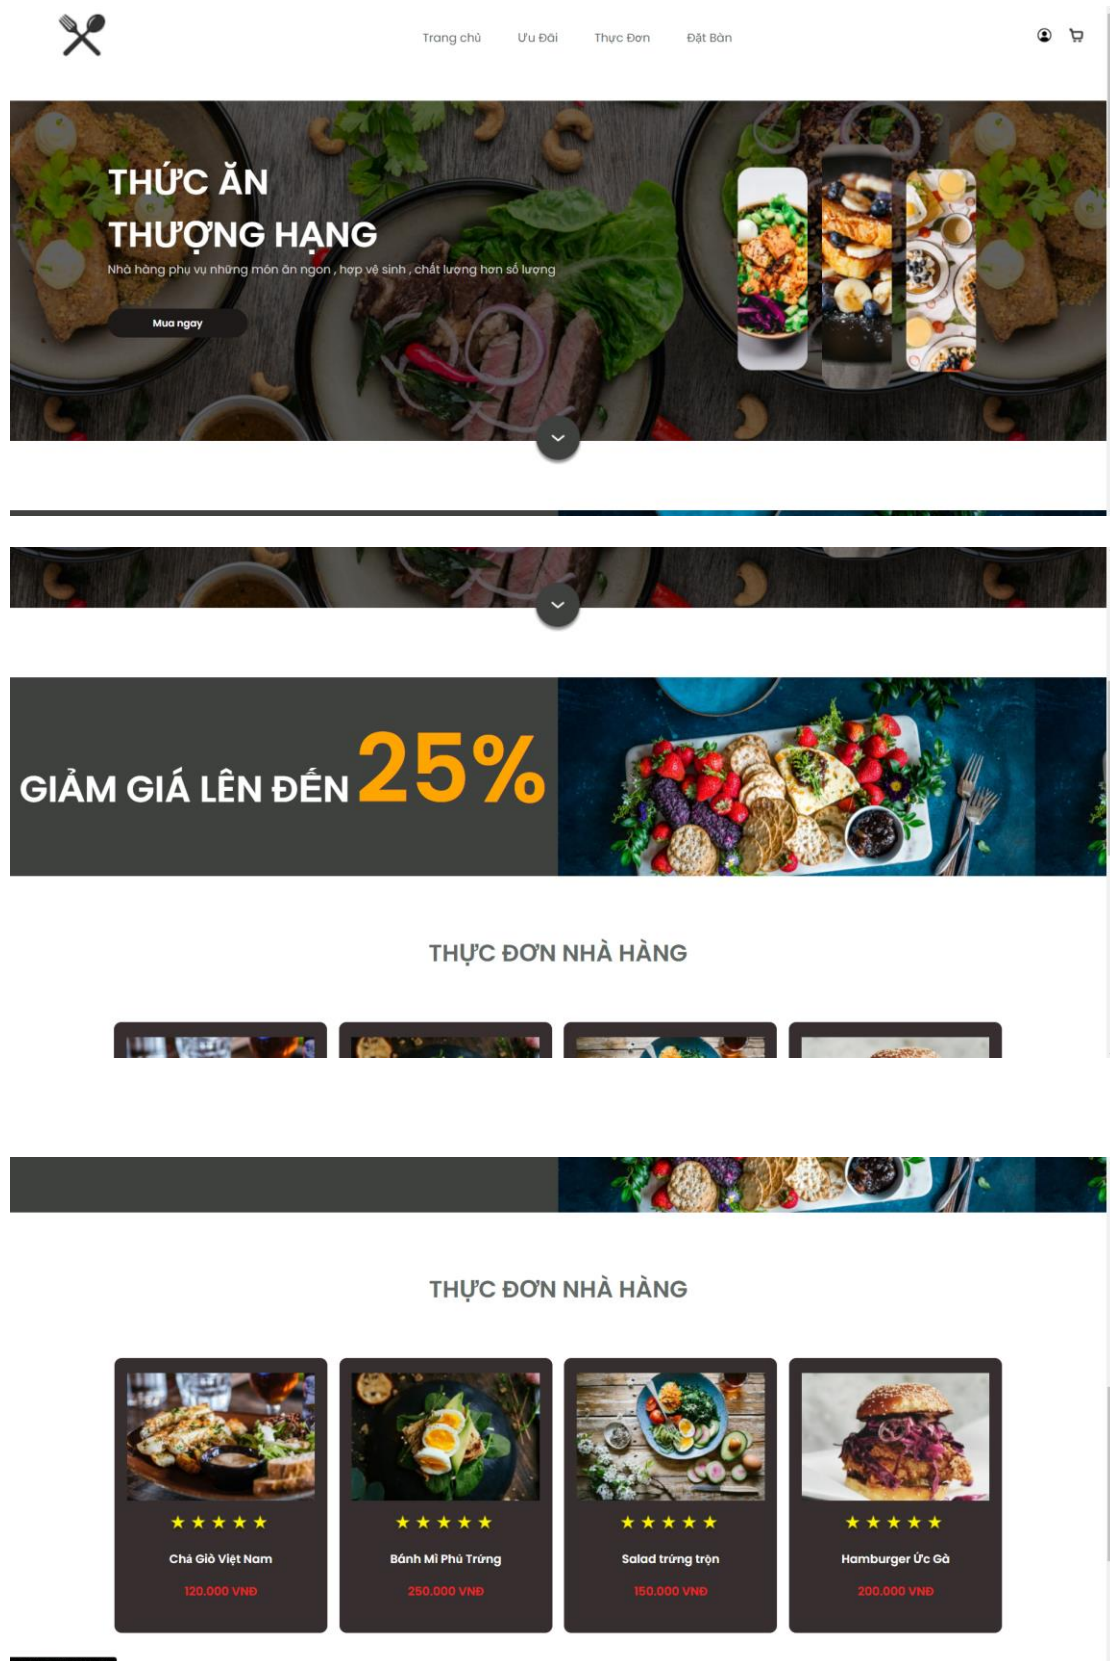 Trang chủ Ưu Đãi Thực Đơn Đặt Bàn
THỨC ĂN
THƯỢNG HẠNG
Nhà hàng phụ vụ những món ăn ngon , hợp vệ sinh , chất lượng hơn số lượng
Mua ngay
GIẢM GIÁ LÊN ĐẾN 25%
THỰC ĐƠN NHÀ HÀNG
THỰC ĐƠN NHÀ HÀNG
Chả Giò Việt Nam
120.000 VNĐ
Bánh Mì Phủ Trứng
250.000 VNĐ
Salad trứng trộn
150.000 VNĐ
Hamburger Ức Gà
200.000 VNĐ